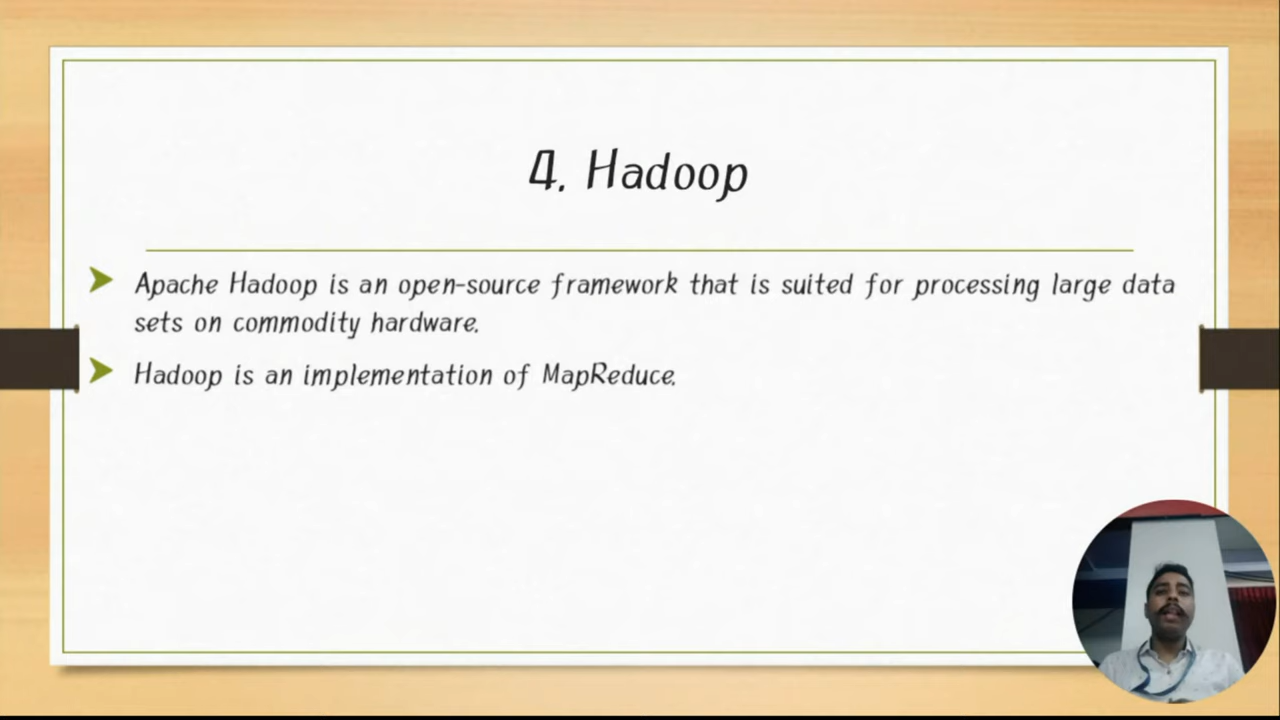 4. Hadoop
Apache Hadoop is an open-source framework that is suited for processing large data
sets on commodity hardware.
Hadoop is an implementation of MapReduce.